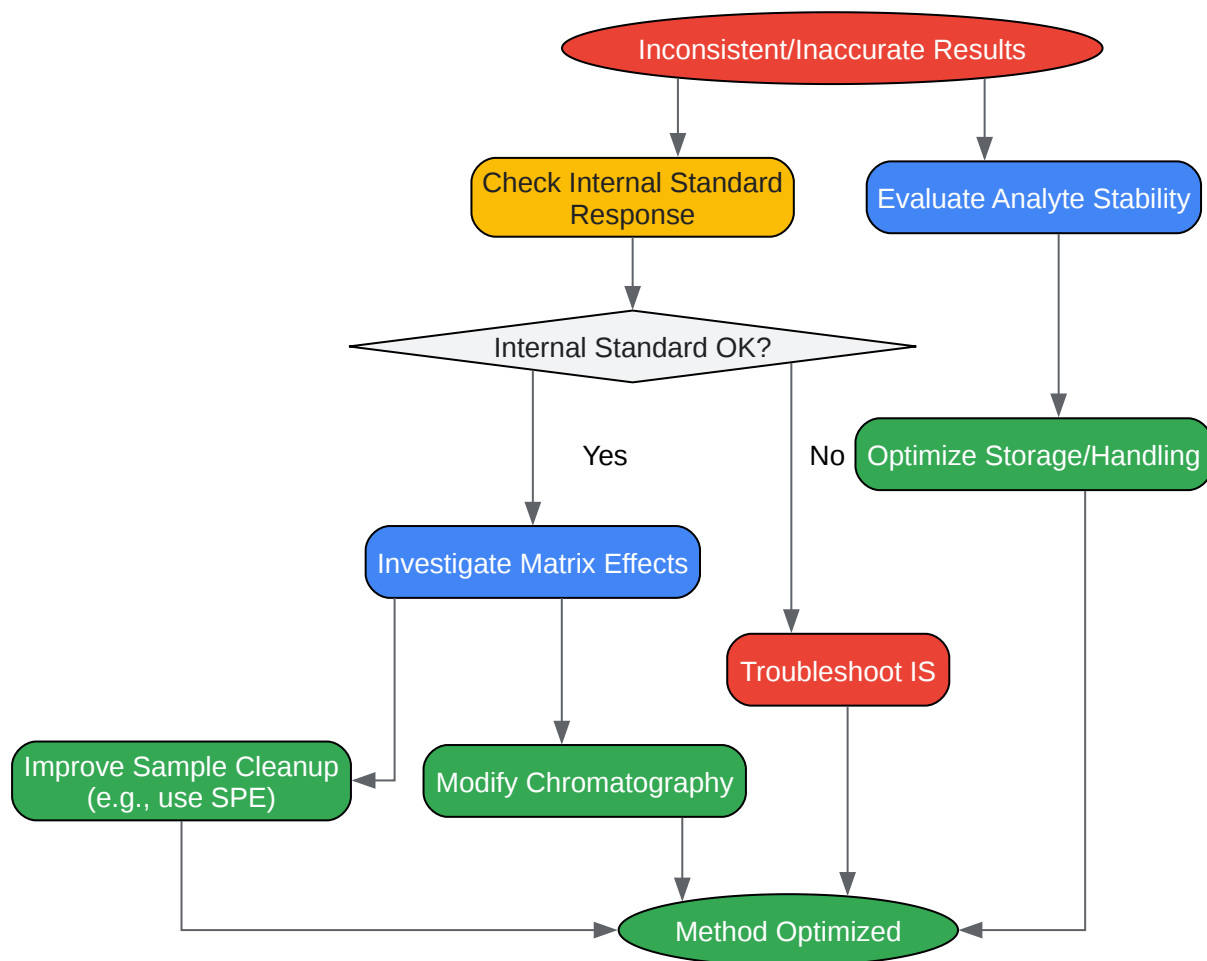 Inconsistent/Inaccurate Results
Check Internal Standard
Response
Evaluate Analyte Stability
Internal Standard OK?
Yes
No
Optimize Storage/Handling
Investigate Matrix Effects
Troubleshoot IS
Improve Sample Cleanup
(e.g., use SPE)
Modify Chromatography
Method Optimized